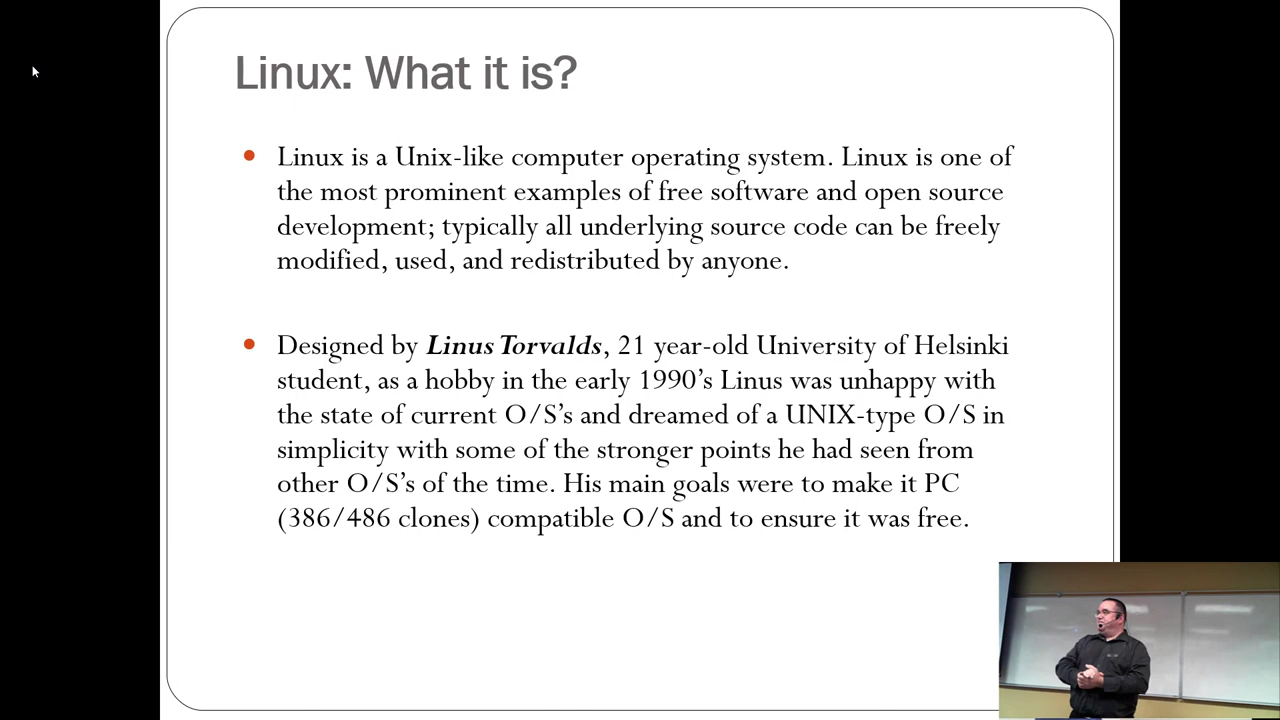 Linux: What it is?
Linux is a Unix-like computer operating system. Linux is one of
the most prominent examples of free software and open source
development; typically all underlying source code can be freely
modified, used, and redistributed by anyone.
Designed by Linus Torvalds, 21 year-old University of Helsinki
student, as a hobby in the early 1990’s Linus was unhappy with
the state of current O/S’s and dreamed of a UNIX-type O/S in
simplicity with some of the stronger points he had seen from
other O/S’s of the time. His main goals were to make it PC
(386/486 clones) compatible O/S and to ensure it was free.